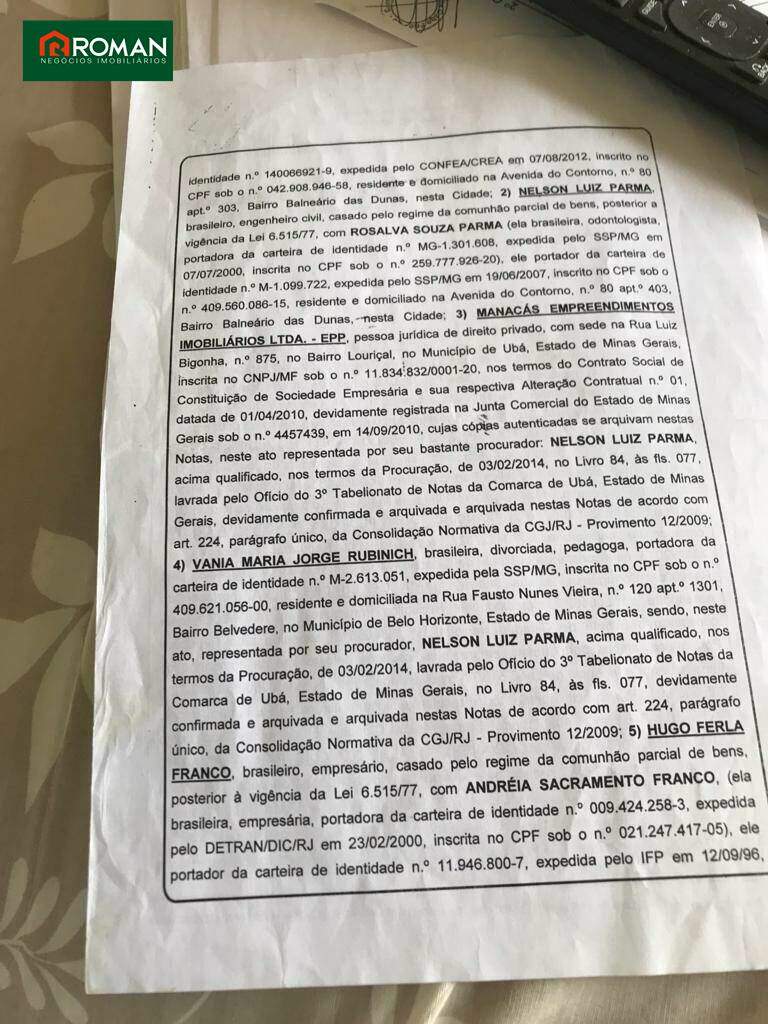 ROMAN
NEGÓCIOS IMOBILIÁRIOS
identidade n.º 140066921-9, expedida pelo CONFEA/CREA em 07/08/2012, inscrito no
CPF sob o n.º 042.908.946-58, residente e domiciliado na Avenida do Contorno, n.º 80
apt.º 303, Bairro Balneário das Dunas, nesta Cidade; 2) NELSON LUIZ PARMA,
brasileiro, engenheiro civil, casado pelo regime da comunhão parcial de bens, posterior a
vigência da Lei 6.515/77, com ROSALVA SOUZA PARMA (ela brasileira, odontologista,
portadora da carteira de identidade n.º MG-1.301.608, expedida pelo SSP/MG em
07/07/2000, inscrita no CPF sob o n.º 259.777.926-20), ele portador da carteira de
identidade n.º M-1.099.722, expedida pelo SSP/MG em 19/06/2007, inscrito no CPF sob o
n.º 409.560.086-15, residente e domiciliado na Avenida do Contorno, n.º 80 apt.º 403,
Bairro Balneário das Dunas, nesta Cidade; 3) MANACÁS EMPREENDIMENTOS
IMOBILIÁRIOS LTDA. - EPP, pessoa jurídica de direito privado, com sede na Rua Luiz
Bigonha, n.º 875, no Bairro Louriçal, no Município de Ubá, Estado de Minas Gerais,
inscrita no CNPJ/MF sob o n.º 11.834.832/0001-20, nos termos do Contrato Social de
Constituição de Sociedade Empresária e sua respectiva Alteração Contratual n.º 01,
datada de 01/04/2010, devidamente registrada na Junta Comercial do Estado de Minas
Gerais sob o n.º 4457439, em 14/09/2010, cujas cópias autenticadas se arquivam nestas
Notas, neste ato representada por seu bastante procurador: NELSON LUIZ PARMA,
acima qualificado, nos termos da Procuração, de 03/02/2014, no Livro 84, às fls. 077,
lavrada pelo Ofício do 3º Tabelionato de Notas da Comarca de Ubá, Estado de Minas
Gerais, devidamente confirmada e arquivada e arquivada nestas Notas de acordo com
art. 224, parágrafo único, da Consolidação Normativa da CGJ/RJ - Provimento 12/2009;
4) VANIA MARIA JORGE RUBINICH, brasileira, divorciada, pedagoga, portadora da
carteira de identidade n.º M-2.613.051, expedida pela SSP/MG, inscrita no CPF sob o n.º
409.621.056-00, residente e domiciliada na Rua Fausto Nunes Vieira, n.º 120 apt.º 1301,
Bairro Belvedere, no Município de Belo Horizonte, Estado de Minas Gerais, sendo, neste
ato, representada por seu procurador, NELSON LUIZ PARMA, acima qualificado, nos
termos da Procuração, de 03/02/2014, lavrada pelo Ofício do 3º Tabelionato de Notas da
Comarca de Ubá, Estado de Minas Gerais, no Livro 84, às fls. 077, devidamente
confirmada e arquivada e arquivada nestas Notas de acordo com art. 224, parágrafo
único, da Consolidação Normativa da CGJ/RJ - Provimento 12/2009; 5) HUGO FERLA
FRANCO, brasileiro, empresário, casado pelo regime da comunhão parcial de bens,
posterior à vigência da Lei 6.515/77, com ANDRÉIA SACRAMENTO FRANCO, (ela
brasileira, empresária, portadora da carteira de identidade n.º 009.424.258-3, expedida
pelo DETRAN/DIC/RJ em 23/02/2000, inscrita no CPF sob o n.º 021.247.417-05), ele
portador da carteira de identidade n.º 11.946.800-7, expedida pelo IFP em 12/09/96,